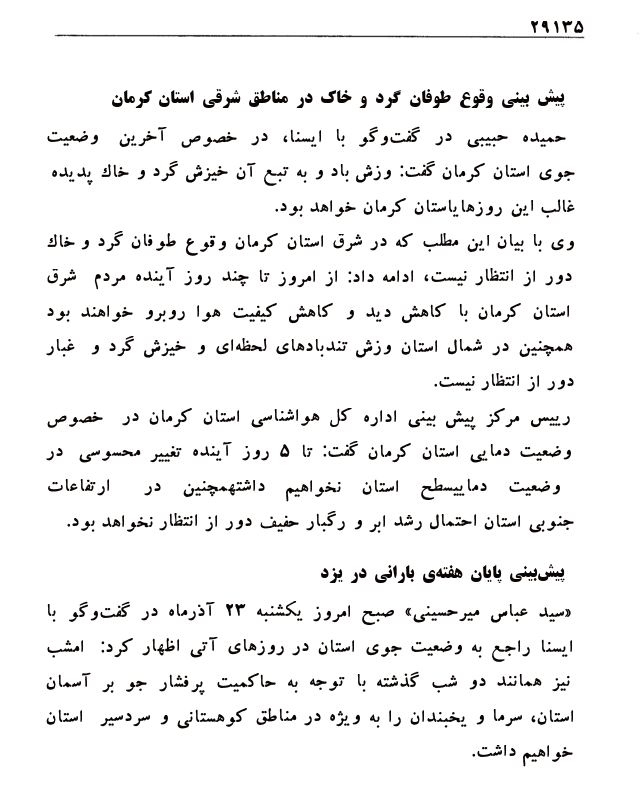 ۲۹۱۳۵
پیش بینی وقوع طوفان گرد و خاک در مناطق شرقی استان کرمان
حمیده حبیبی در گفت‌وگو با ایسنا، در خصوص آخرین وضعیت
جوی استان کرمان گفت: وزش باد و به تبع آن خیزش گرد و خاك پدیده
غالب این روزهایاستان کرمان خواهد بود.
وی با بیان این مطلب که در شرق استان کرمان وقوع طوفان گرد و خاك
دور از انتظار نیست، ادامه داد: از امروز تا چند روز آینده مردم شرق
استان کرمان با کاهش دید و کاهش کیفیت هوا روبرو خواهند بود
همچنین در شمال استان وزش تندبادهای لحظه‌ای و خیزش گرد و غبار
دور از انتظار نیست.
رییس مرکز پیش بینی اداره کل هواشناسی استان کرمان در خصوص
وضعیت دمایی استان کرمان گفت: تا ۵ روز آینده تغییر محسوسی در
وضعیت دماییسطح استان نخواهیم داشتهمچنین در ارتفاعات
جنوبی استان احتمال رشد ابر و رگبار حفیف دور از انتظار نخواهد بود.
پیش‌بینی پایان هفته‌ی بارانی در یزد
«سید عباس میرحسینی» صبح امروز یکشنبه ۲۳ آذرماه در گفت‌وگو با
ایسنا راجع به وضعیت جوی استان در روزهای آتی اظهار کرد: امشب
نیز همانند دو شب گذشته با توجه به حاکمیت پرفشار جو بر آسمان
استان، سرما و یخبندان را به ویژه در مناطق کوهستانی و سردسیر استان
خواهیم داشت.